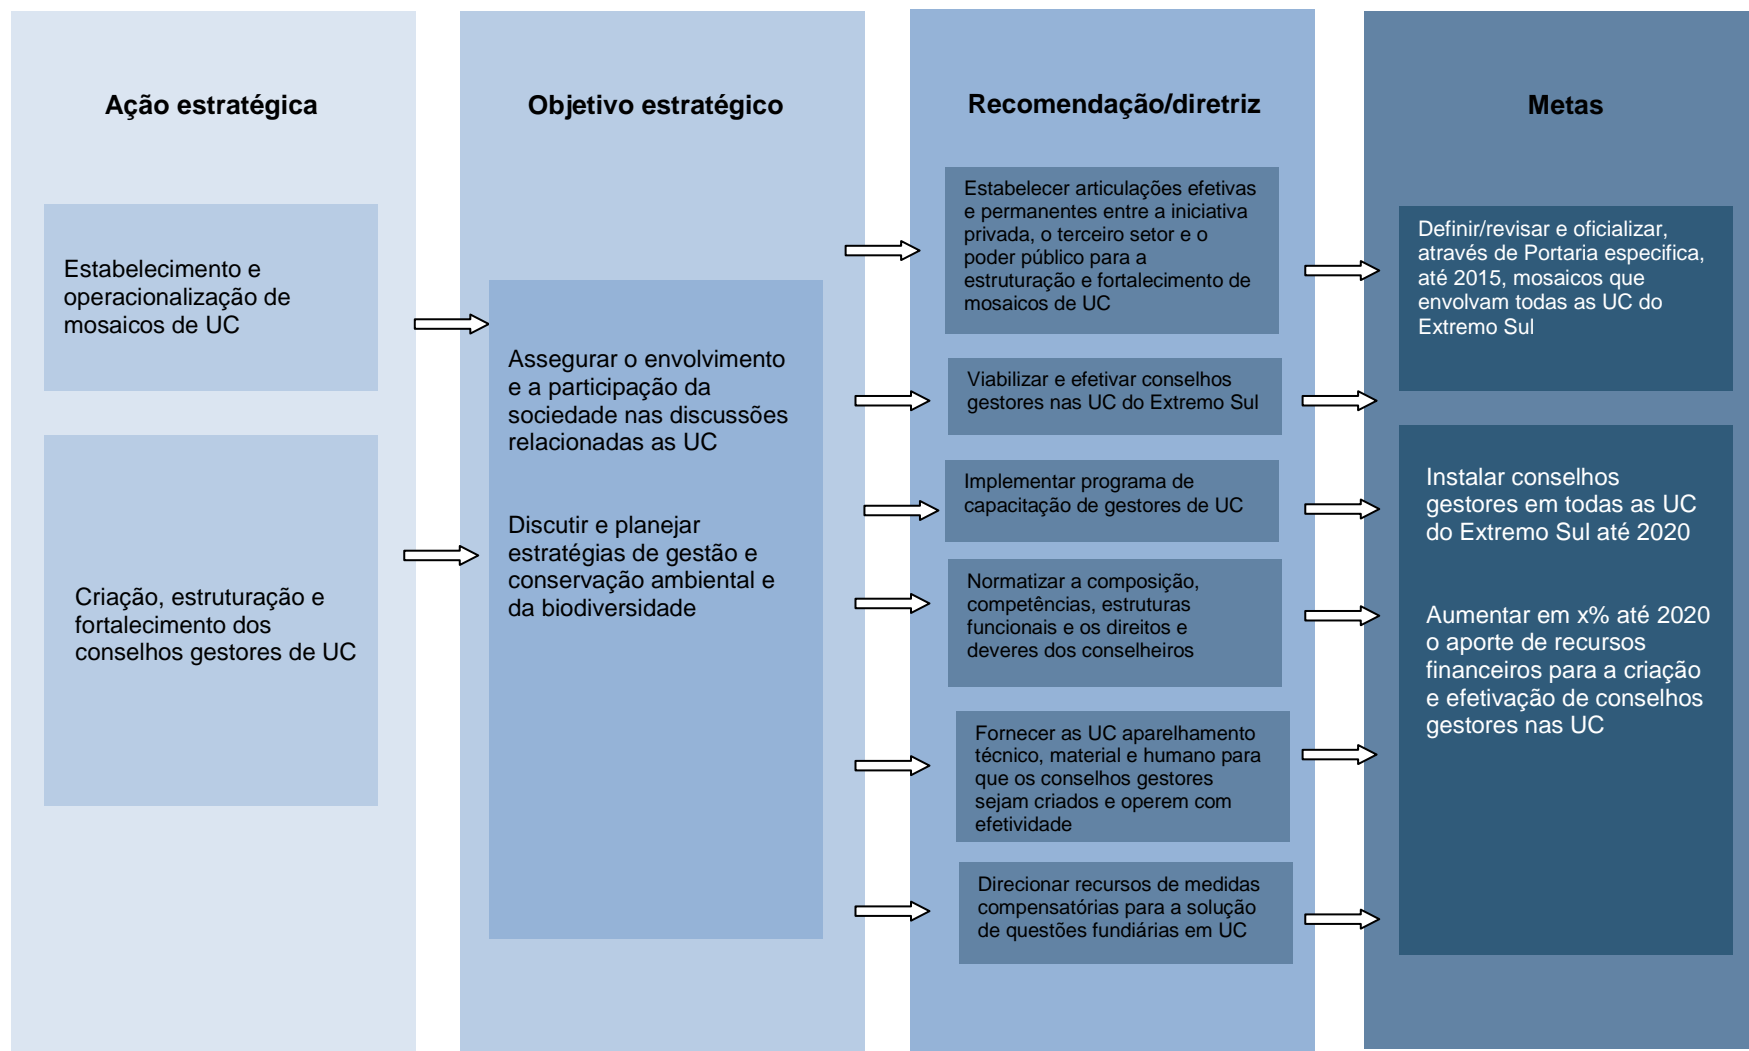 Ação estratégica
Estabelecimento e
operacionalização de
mosaicos de UC
Criação, estruturação e
fortalecimento dos
conselhos gestores de UC
Objetivo estratégico
Assegurar o envolvimento
e a participação da
sociedade nas discussões
relacionadas as UC
Discutir e planejar
estratégias de gestão e
conservação ambiental e
da biodiversidade
Recomendação/diretriz
Estabelecer articulações efetivas
e permanentes entre a iniciativa
privada, o terceiro setor e o
poder público para a
estruturação e fortalecimento de
mosaicos de UC
Viabilizar e efetivar conselhos
gestores nas UC do Extremo Sul
Implementar programa de
capacitação de gestores de UC
Normatizar a composição,
competências, estruturas
funcionais e os direitos e
deveres dos conselheiros
Fornecer as UC aparelhamento
técnico, material e humano para
que os conselhos gestores
sejam criados e operem com
efetividade
Direcionar recursos de medidas
compensatórias para a solução
de questões fundiárias em UC
Metas
Definir/revisar e oficializar,
através de Portaria especifica,
até 2015, mosaicos que
envolvam todas as UC do
Extremo Sul
Instalar conselhos
gestores em todas as UC
do Extremo Sul até 2020
Aumentar em x% até 2020
o aporte de recursos
financeiros para a criação
e efetivação de conselhos
gestores nas UC